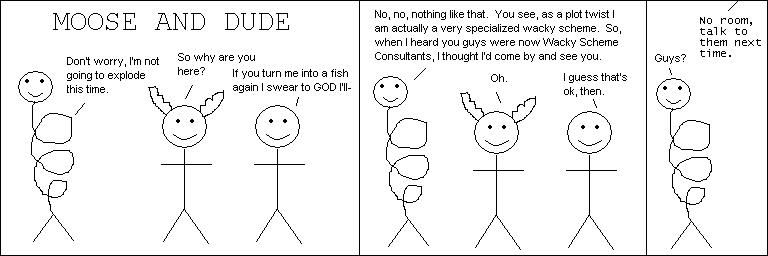 MOOSE AND DUDE
Don't worry, I'm not
going to explode
this time.
So why are you
here?
If you turn me into a fish
again I swear to GOD I'll-
No, no, nothing like that. You see, as a plot twist I
am actually a very specialized wacky scheme. So,
when I heard you guys were now Wacky Scheme
Consultants, I thought I'd come by and see you.
Oh.
I guess that's
ok, then.
Guys?
No room,
talk to
them next
time.